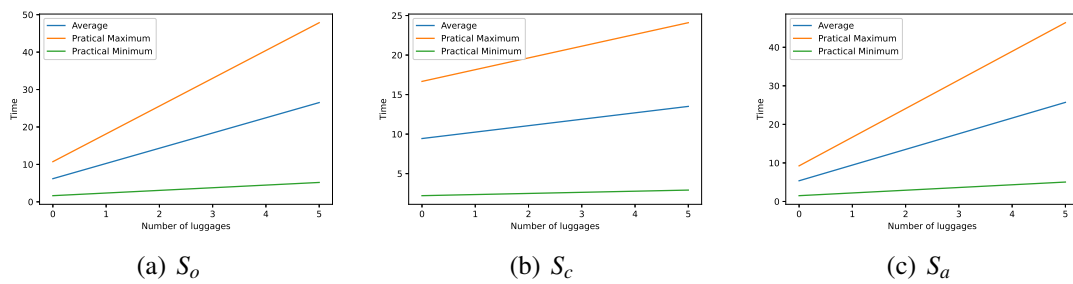 50
40
30
20
10
0
Time
Average
Pratical Maximum
Practical Minimum
0 1 2 3 4 5
Number of luggages
(a) S_o
25
20
15
10
5
Time
Average
Pratical Maximum
Practical Minimum
0 1 2 3 4 5
Number of luggages
(b) S_c
40
30
20
10
0
Time
Average
Pratical Maximum
Practical Minimum
0 1 2 3 4 5
Number of luggages
(c) S_a